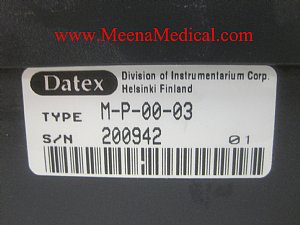 www.MeenaMedical.com
Datex
Division of Instrumentarium Corp.
Helsinki Finland
TYPE M-P-00-03
S/N 200942 01